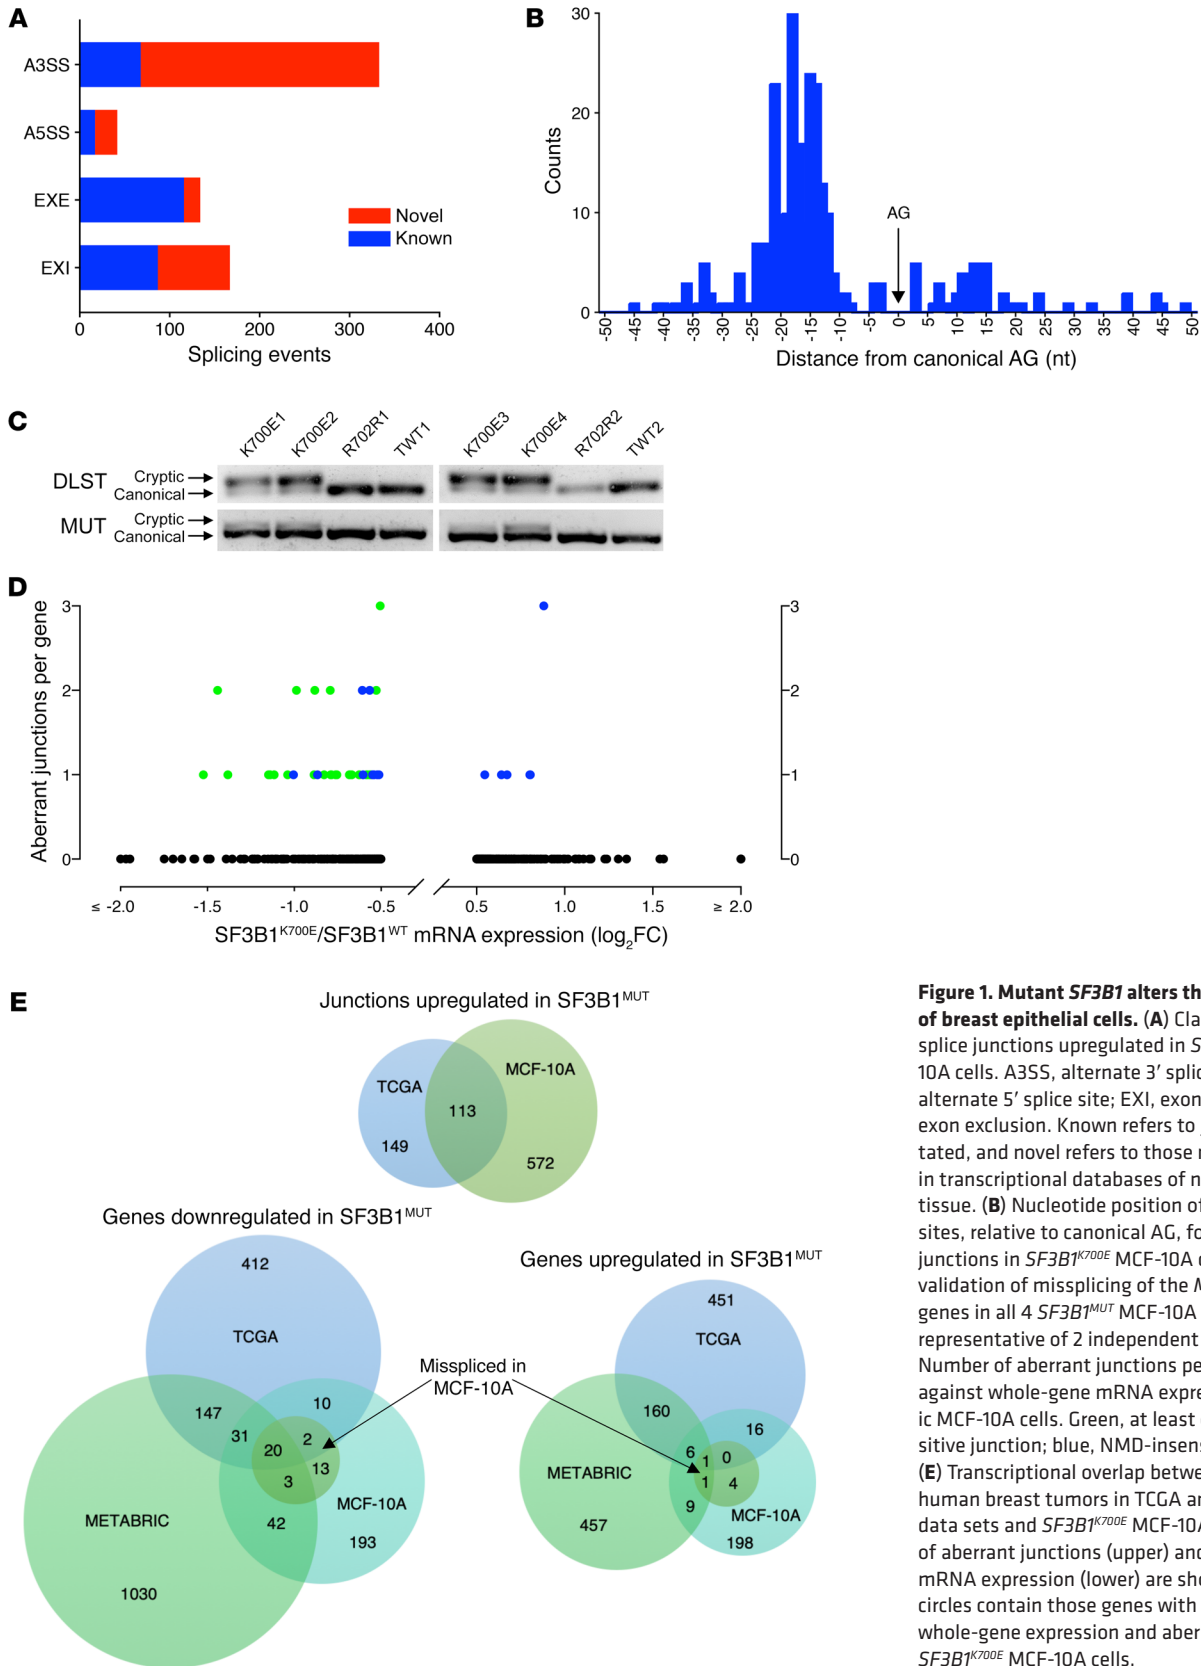 A
A3SS
A5SS
EXE
EXI
Novel
Known
0 100 200 300 400
Splicing events
B
30
20
10
0
Counts
AG
-50 -45 -40 -35 -30 -25 -20 -15 -10 -5 0 5 10 15 20 25 30 35 40 45 50
Distance from canonical AG (nt)
C
K700E1 K700E2 R702R1 TWT1 K700E3 K700E4 R702R2 TWT2
DLST
Cryptic
Canonical
MUT
Cryptic
Canonical
D
Aberrant junctions per gene
3 3
2 2
1 1
0 0
≤ -2.0 -1.5 -1.0 -0.5 0.5 1.0 1.5 ≥ 2.0
SF3B1K700E/SF3B1WT mRNA expression (log2FC)
E
Junctions upregulated in SF3B1MUT
TCGA
MCF-10A
113
149
572
Genes downregulated in SF3B1MUT
412
TCGA
147
31
10
20
2
3
13
42
METABRIC
MCF-10A
193
1030
Misspliced in
MCF-10A
Genes upregulated in SF3B1MUT
451
TCGA
160
16
6
1
0
1
4
9
METABRIC
MCF-10A
457
198
Figure 1. Mutant SF3B1 alters th
of breast epithelial cells. (A) Cla
splice junctions upregulated in S
10A cells. A3SS, alternate 3′ splic
alternate 5′ splice site; EXI, exon
exon exclusion. Known refers to
tated, and novel refers to those
in transcriptional databases of n
tissue. (B) Nucleotide position of
sites, relative to canonical AG, fo
junctions in SF3B1K700E MCF-10A
validation of missplicing of the
genes in all 4 SF3B1MUT MCF-10A
representative of 2 independent
Number of aberrant junctions pe
against whole-gene mRNA expre
ic MCF-10A cells. Green, at least
sitive junction; blue, NMD-insens
(E) Transcriptional overlap betwe
human breast tumors in TCGA ar
data sets and SF3B1K700E MCF-10
of aberrant junctions (upper) and
mRNA expression (lower) are sho
circles contain those genes with
whole-gene expression and aber
SF3B1K700E MCF-10A cells.